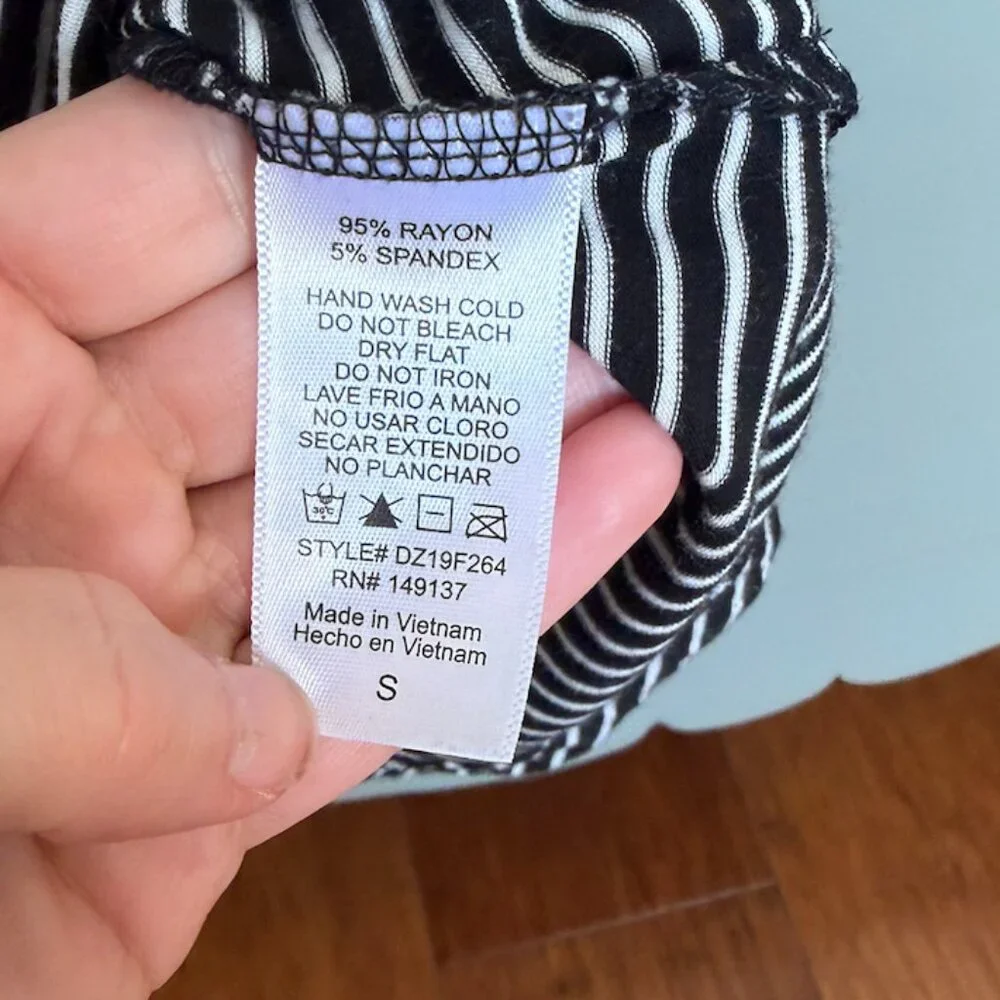 95% RAYON
5% SPANDEX
HAND WASH COLD
DO NOT BLEACH
DRY FLAT
DO NOT IRON
LAVE FRIO A MANO
NO USAR CLORO
SECAR EXTENDIDO
NO PLANCHAR
30°C
STYLE# DZ19F264
RN# 149137
Made in Vietnam
Hecho en Vietnam
S